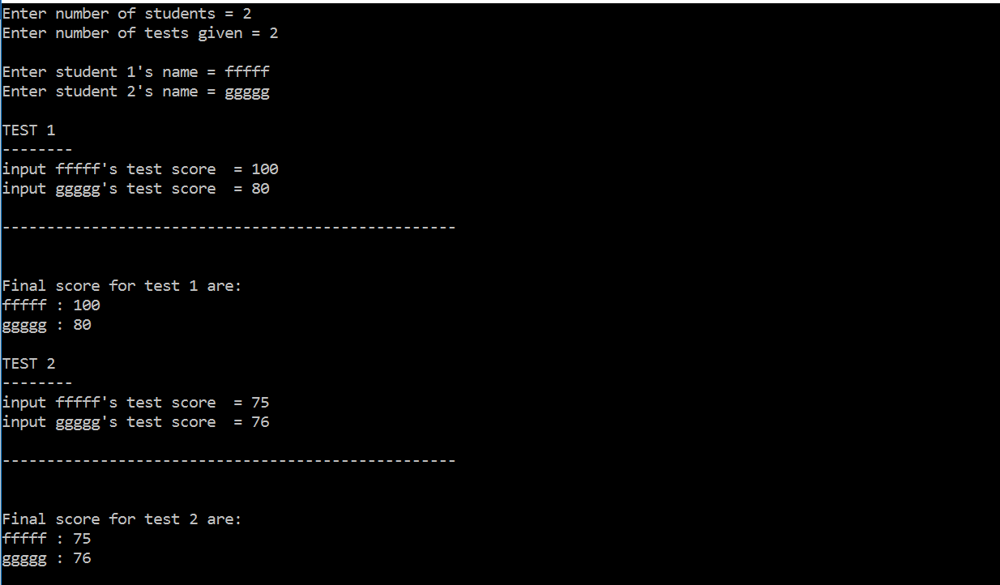 Enter number of students = 2
Enter number of tests given = 2
Enter student 1's name = fffff
Enter student 2's name = ggggg
TEST 1
--------
input fffff's test score  = 100
input ggggg's test score  = 80
---------------------------------------------------
Final score for test 1 are:
fffff : 100
ggggg : 80
TEST 2
--------
input fffff's test score  = 75
input ggggg's test score  = 76
---------------------------------------------------
Final score for test 2 are:
fffff : 75
ggggg : 76